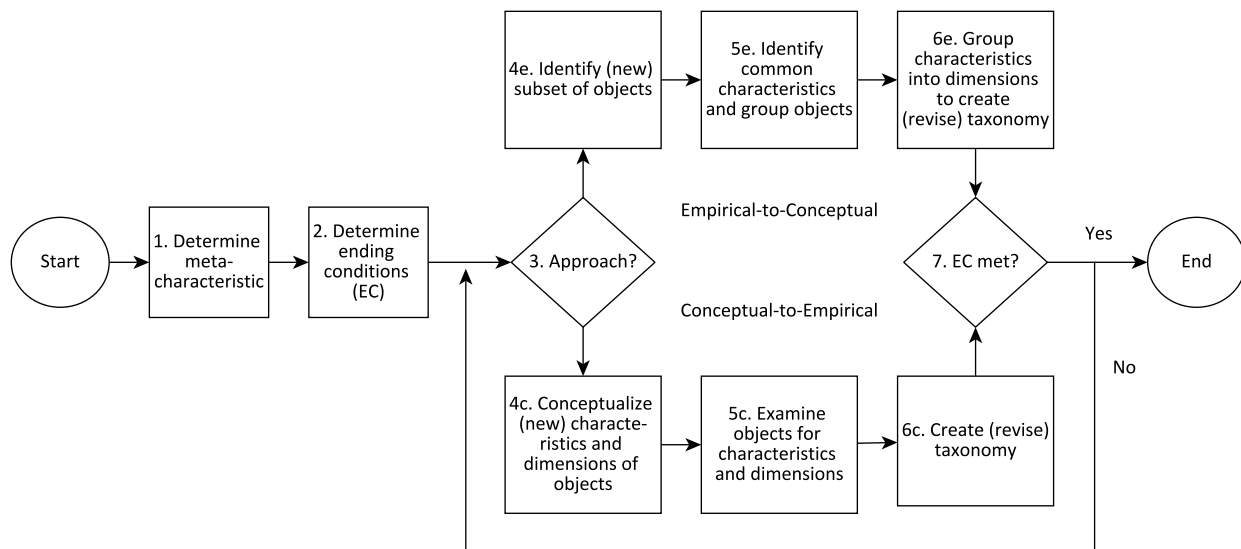 Start
1. Determine
meta-
characteristic
2. Determine
ending
conditions
(EC)
3. Approach?
4e. Identify (new)
subset of objects
5e. Identify
common
characteristics
and group objects
6e. Group
characteristics
into dimensions
to create
(revise) taxonomy
Empirical-to-Conceptual
Conceptual-to-Empirical
4c. Conceptualize
(new) characte-
ristics and
dimensions of
objects
5c. Examine
objects for
characteristics
and dimensions
6c. Create (revise)
taxonomy
7. EC met?
Yes
No
End